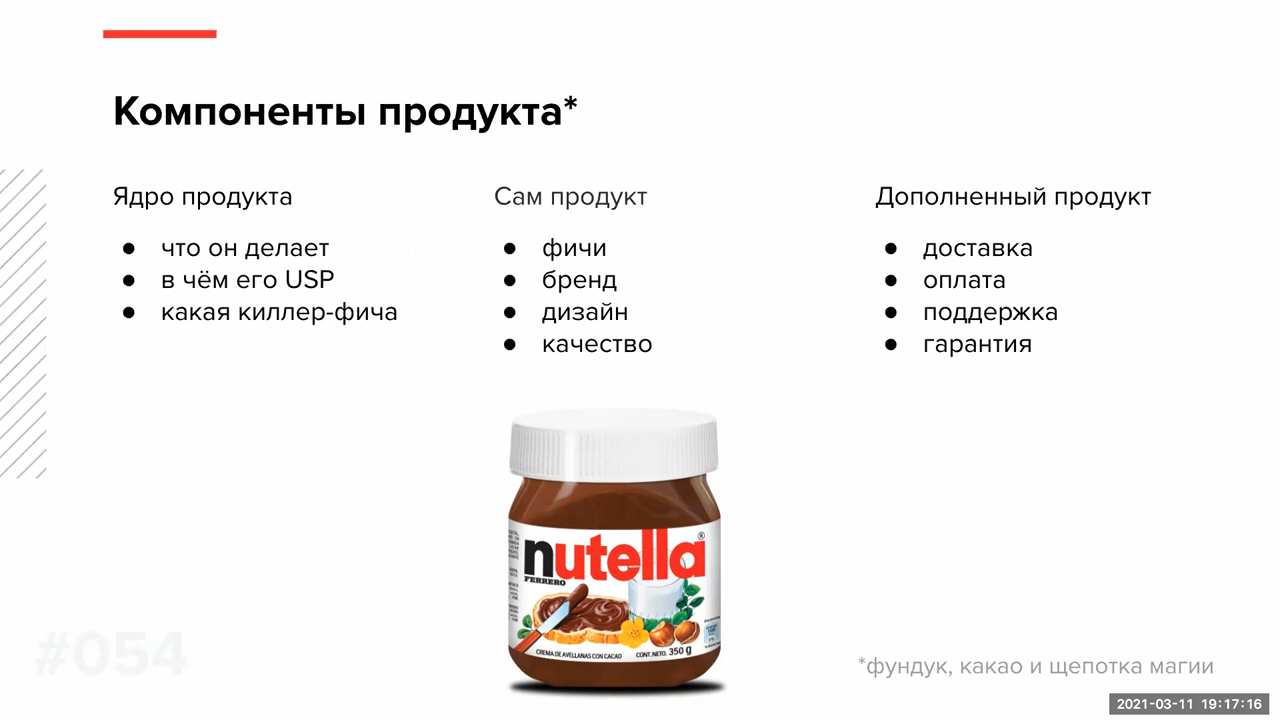 Компоненты продукта*
Ядро продукта
● что он делает
● в чём его USP
● какая киллер-фича
Сам продукт
● фичи
● бренд
● дизайн
● качество
Дополненный продукт
● доставка
● оплата
● поддержка
● гарантия
nutella®
FERRERO
CREMA DE AVELLANAS CON CACAO
CONT. NETO. 350 g
#054
*фундук, какао и щепотка магии
2021-03-11 19:17:16